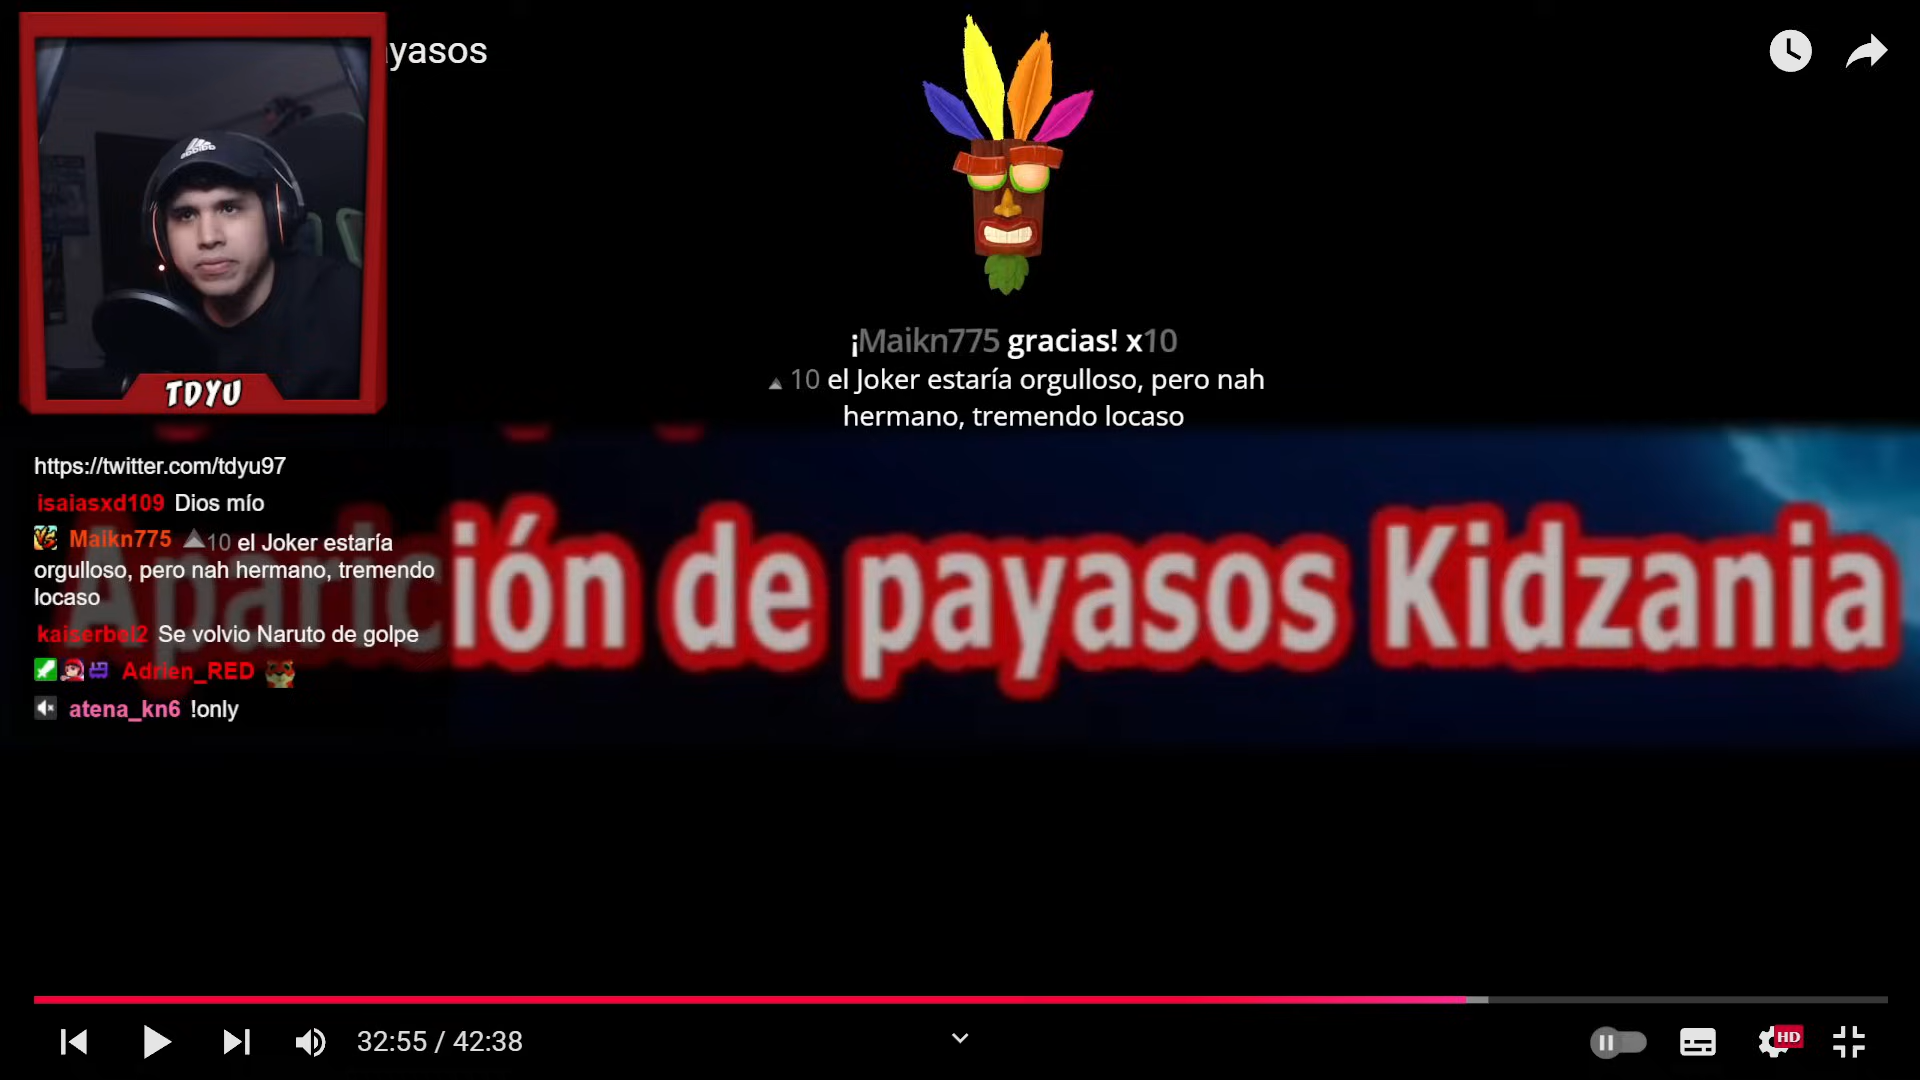 ayasos
TDYU
¡Maikn775 gracias! x10
10 el Joker estaría orgulloso, pero nah
hermano, tremendo locaso
https://twitter.com/tdyu97
isaiasxd109 Dios mío
Maikn775 10 el Joker estaría
orgulloso, pero nah hermano, tremendo
locaso
kaiserbel2 Se volvio Naruto de golpe
Adrien_RED
atena_kn6 !only
Aparición de payasos Kidzania
32:55 / 42:38
HD